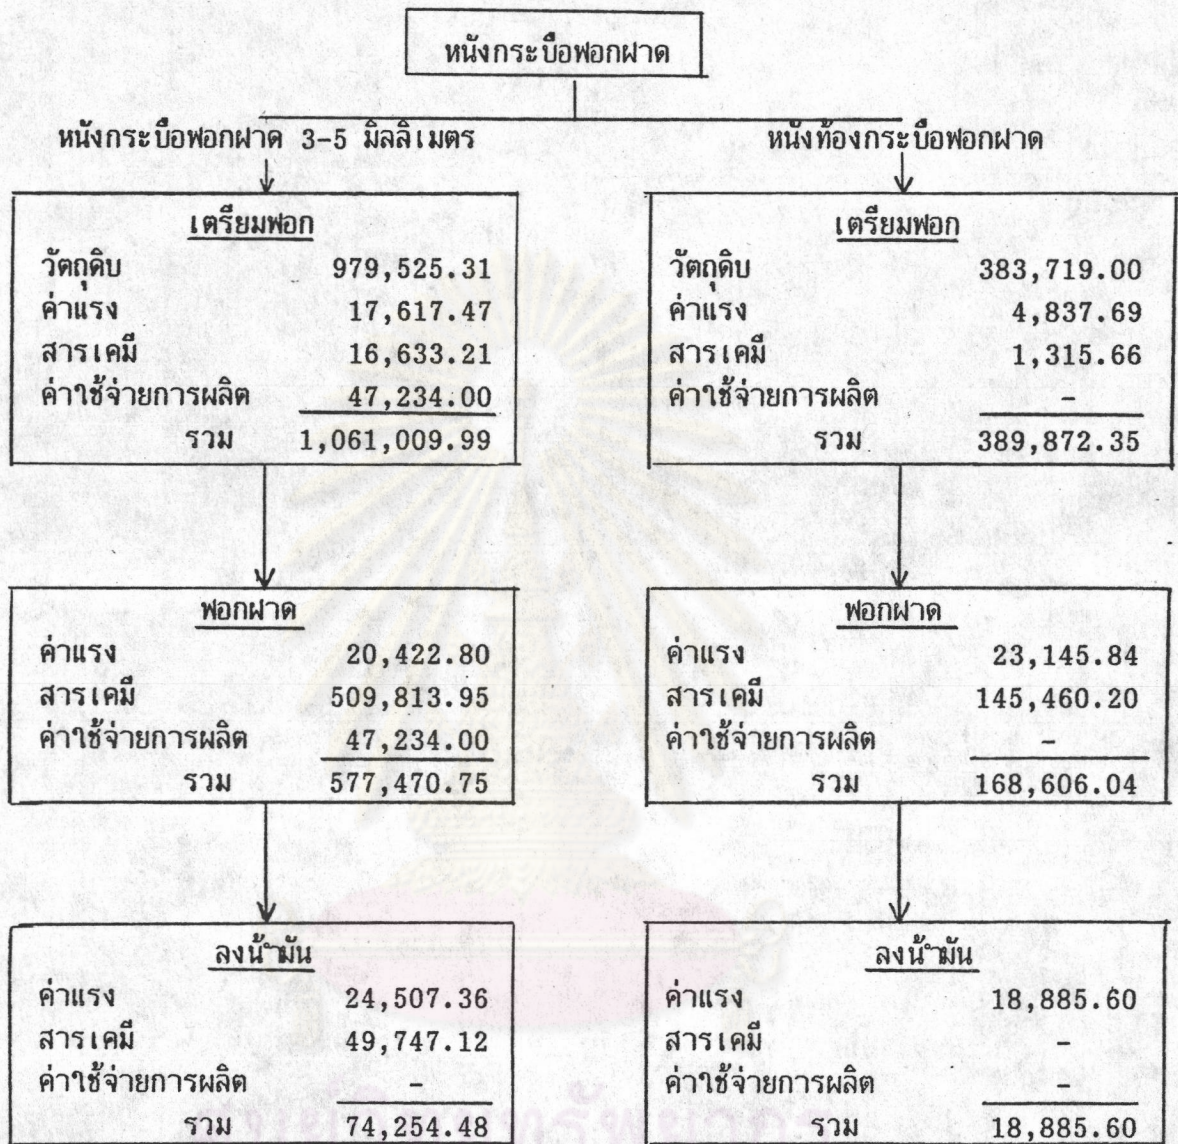 หนังกระบือฟอกฝาด
หนังกระบือฟอกฝาด 3-5 มิลลิเมตร
หนังท้องกระบือฟอกฝาด
เตรียมฟอก
วัตถุดิบ 979,525.31
ค่าแรง 17,617.47
สารเคมี 16,633.21
ค่าใช้จ่ายการผลิต 47,234.00
รวม 1,061,009.99
เตรียมฟอก
วัตถุดิบ 383,719.00
ค่าแรง 4,837.69
สารเคมี 1,315.66
ค่าใช้จ่ายการผลิต -
รวม 389,872.35
ฟอกฝาด
ค่าแรง 20,422.80
สารเคมี 509,813.95
ค่าใช้จ่ายการผลิต 47,234.00
รวม 577,470.75
ฟอกฝาด
ค่าแรง 23,145.84
สารเคมี 145,460.20
ค่าใช้จ่ายการผลิต -
รวม 168,606.04
ลงน้ำมัน
ค่าแรง 24,507.36
สารเคมี 49,747.12
ค่าใช้จ่ายการผลิต -
รวม 74,254.48
ลงน้ำมัน
ค่าแรง 18,885.60
สารเคมี -
ค่าใช้จ่ายการผลิต -
รวม 18,885.60